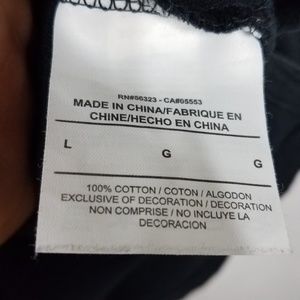 RN#56323 - CA#05553
MADE IN CHINA/FABRIQUE EN
CHINE/HECHO EN CHINA
L G G
100% COTTON / COTON / ALGODON
EXCLUSIVE OF DECORATION / DECORATION
NON COMPRISE / NO INCLUYE LA
DECORACION